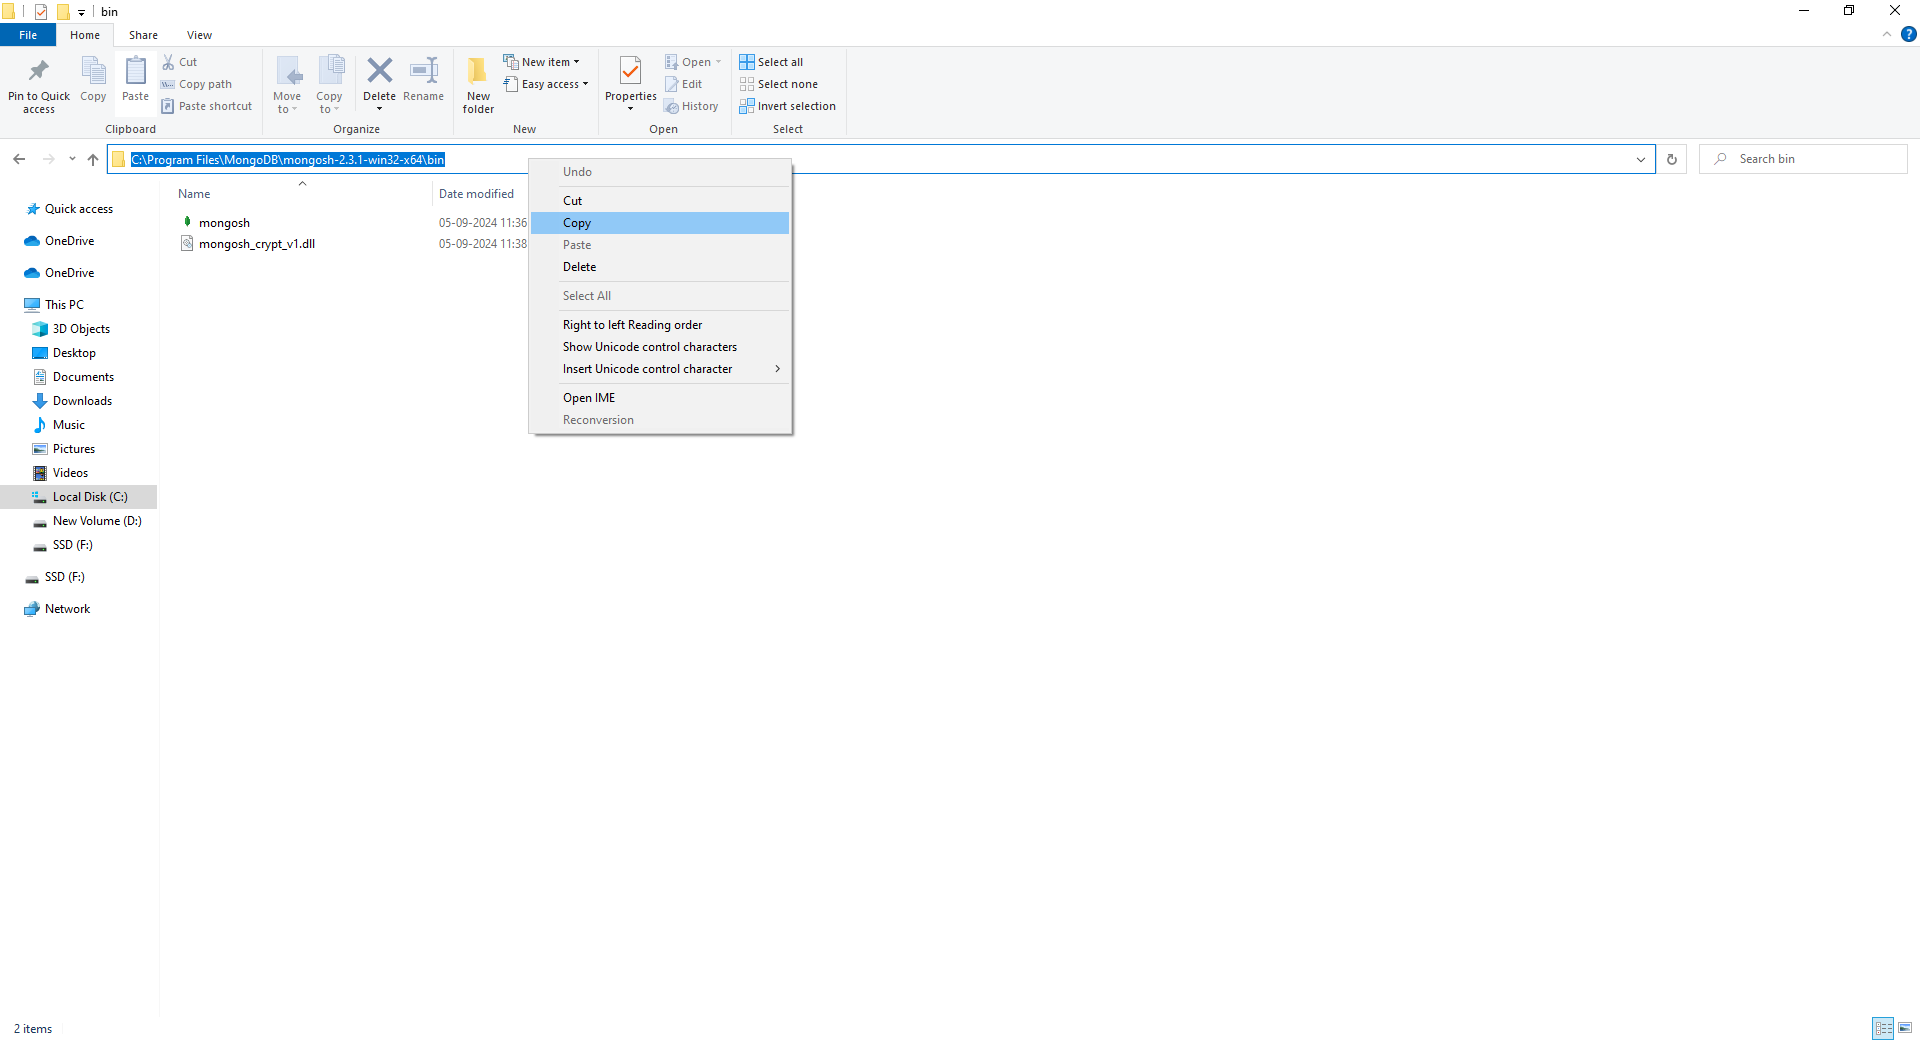 bin
File Home Share View
Pin to Quick access
Copy
Paste
Cut
Copy path
Paste shortcut
Clipboard
Move to
Copy to
Delete
Rename
Organize
New folder
New item
Easy access
New
Properties
Open
Edit
History
Open
Select all
Select none
Invert selection
Select
C:\Program Files\MongoDB\mongosh-2.3.1-win32-x64\bin
Search bin
Name Date modified
mongosh 05-09-2024 11:36
mongosh_crypt_v1.dll 05-09-2024 11:38
Undo
Cut
Copy
Paste
Delete
Select All
Right to left Reading order
Show Unicode control characters
Insert Unicode control character
Open IME
Reconversion
Quick access
OneDrive
OneDrive
This PC
3D Objects
Desktop
Documents
Downloads
Music
Pictures
Videos
Local Disk (C:)
New Volume (D:)
SSD (F:)
SSD (F:)
Network
2 items